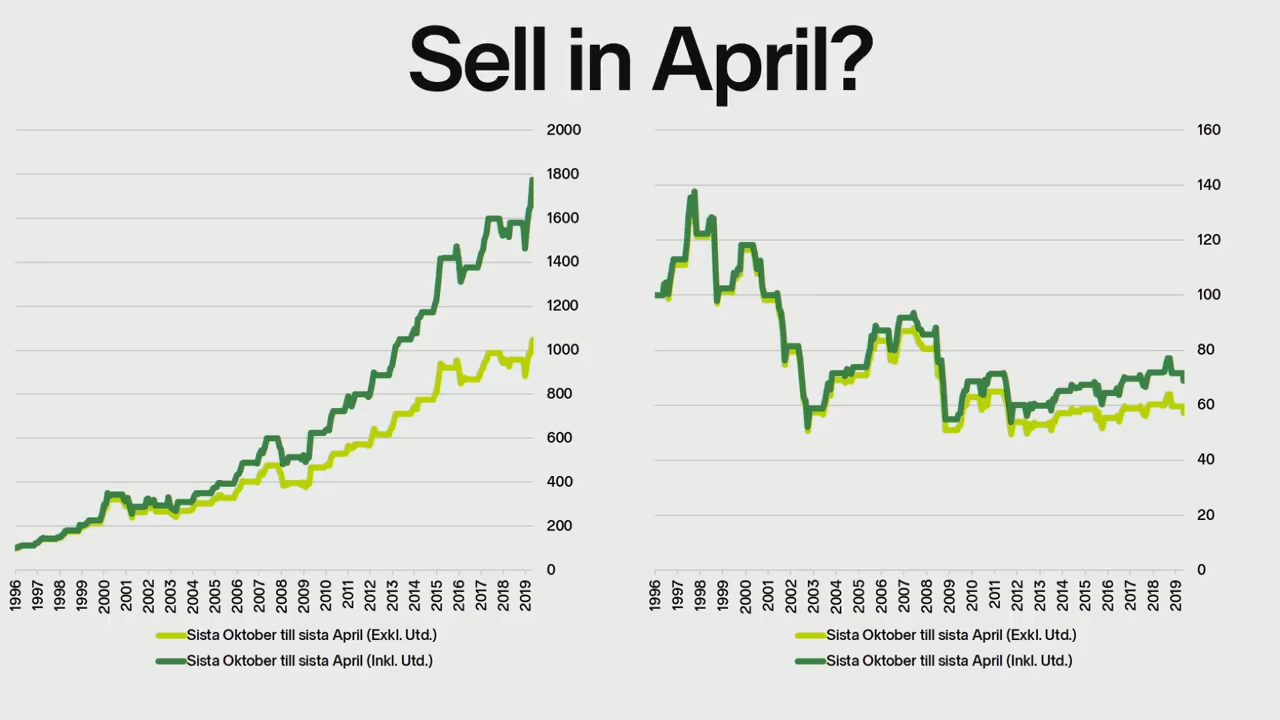 Sell in April?
2000
1800
1600
1400
1200
1000
800
600
400
200
0
1996 1997 1998 1999 2000 2001 2002 2003 2004 2005 2006 2007 2008 2009 2010 2011 2012 2013 2014 2015 2016 2017 2018 2019
Sista Oktober till sista April (Exkl. Utd.)
Sista Oktober till sista April (Inkl. Utd.)
160
140
120
100
80
60
40
20
0
1996 1997 1998 1999 2000 2001 2002 2003 2004 2005 2006 2007 2008 2009 2010 2011 2012 2013 2014 2015 2016 2017 2018 2019
Sista Oktober till sista April (Exkl. Utd.)
Sista Oktober till sista April (Inkl. Utd.)